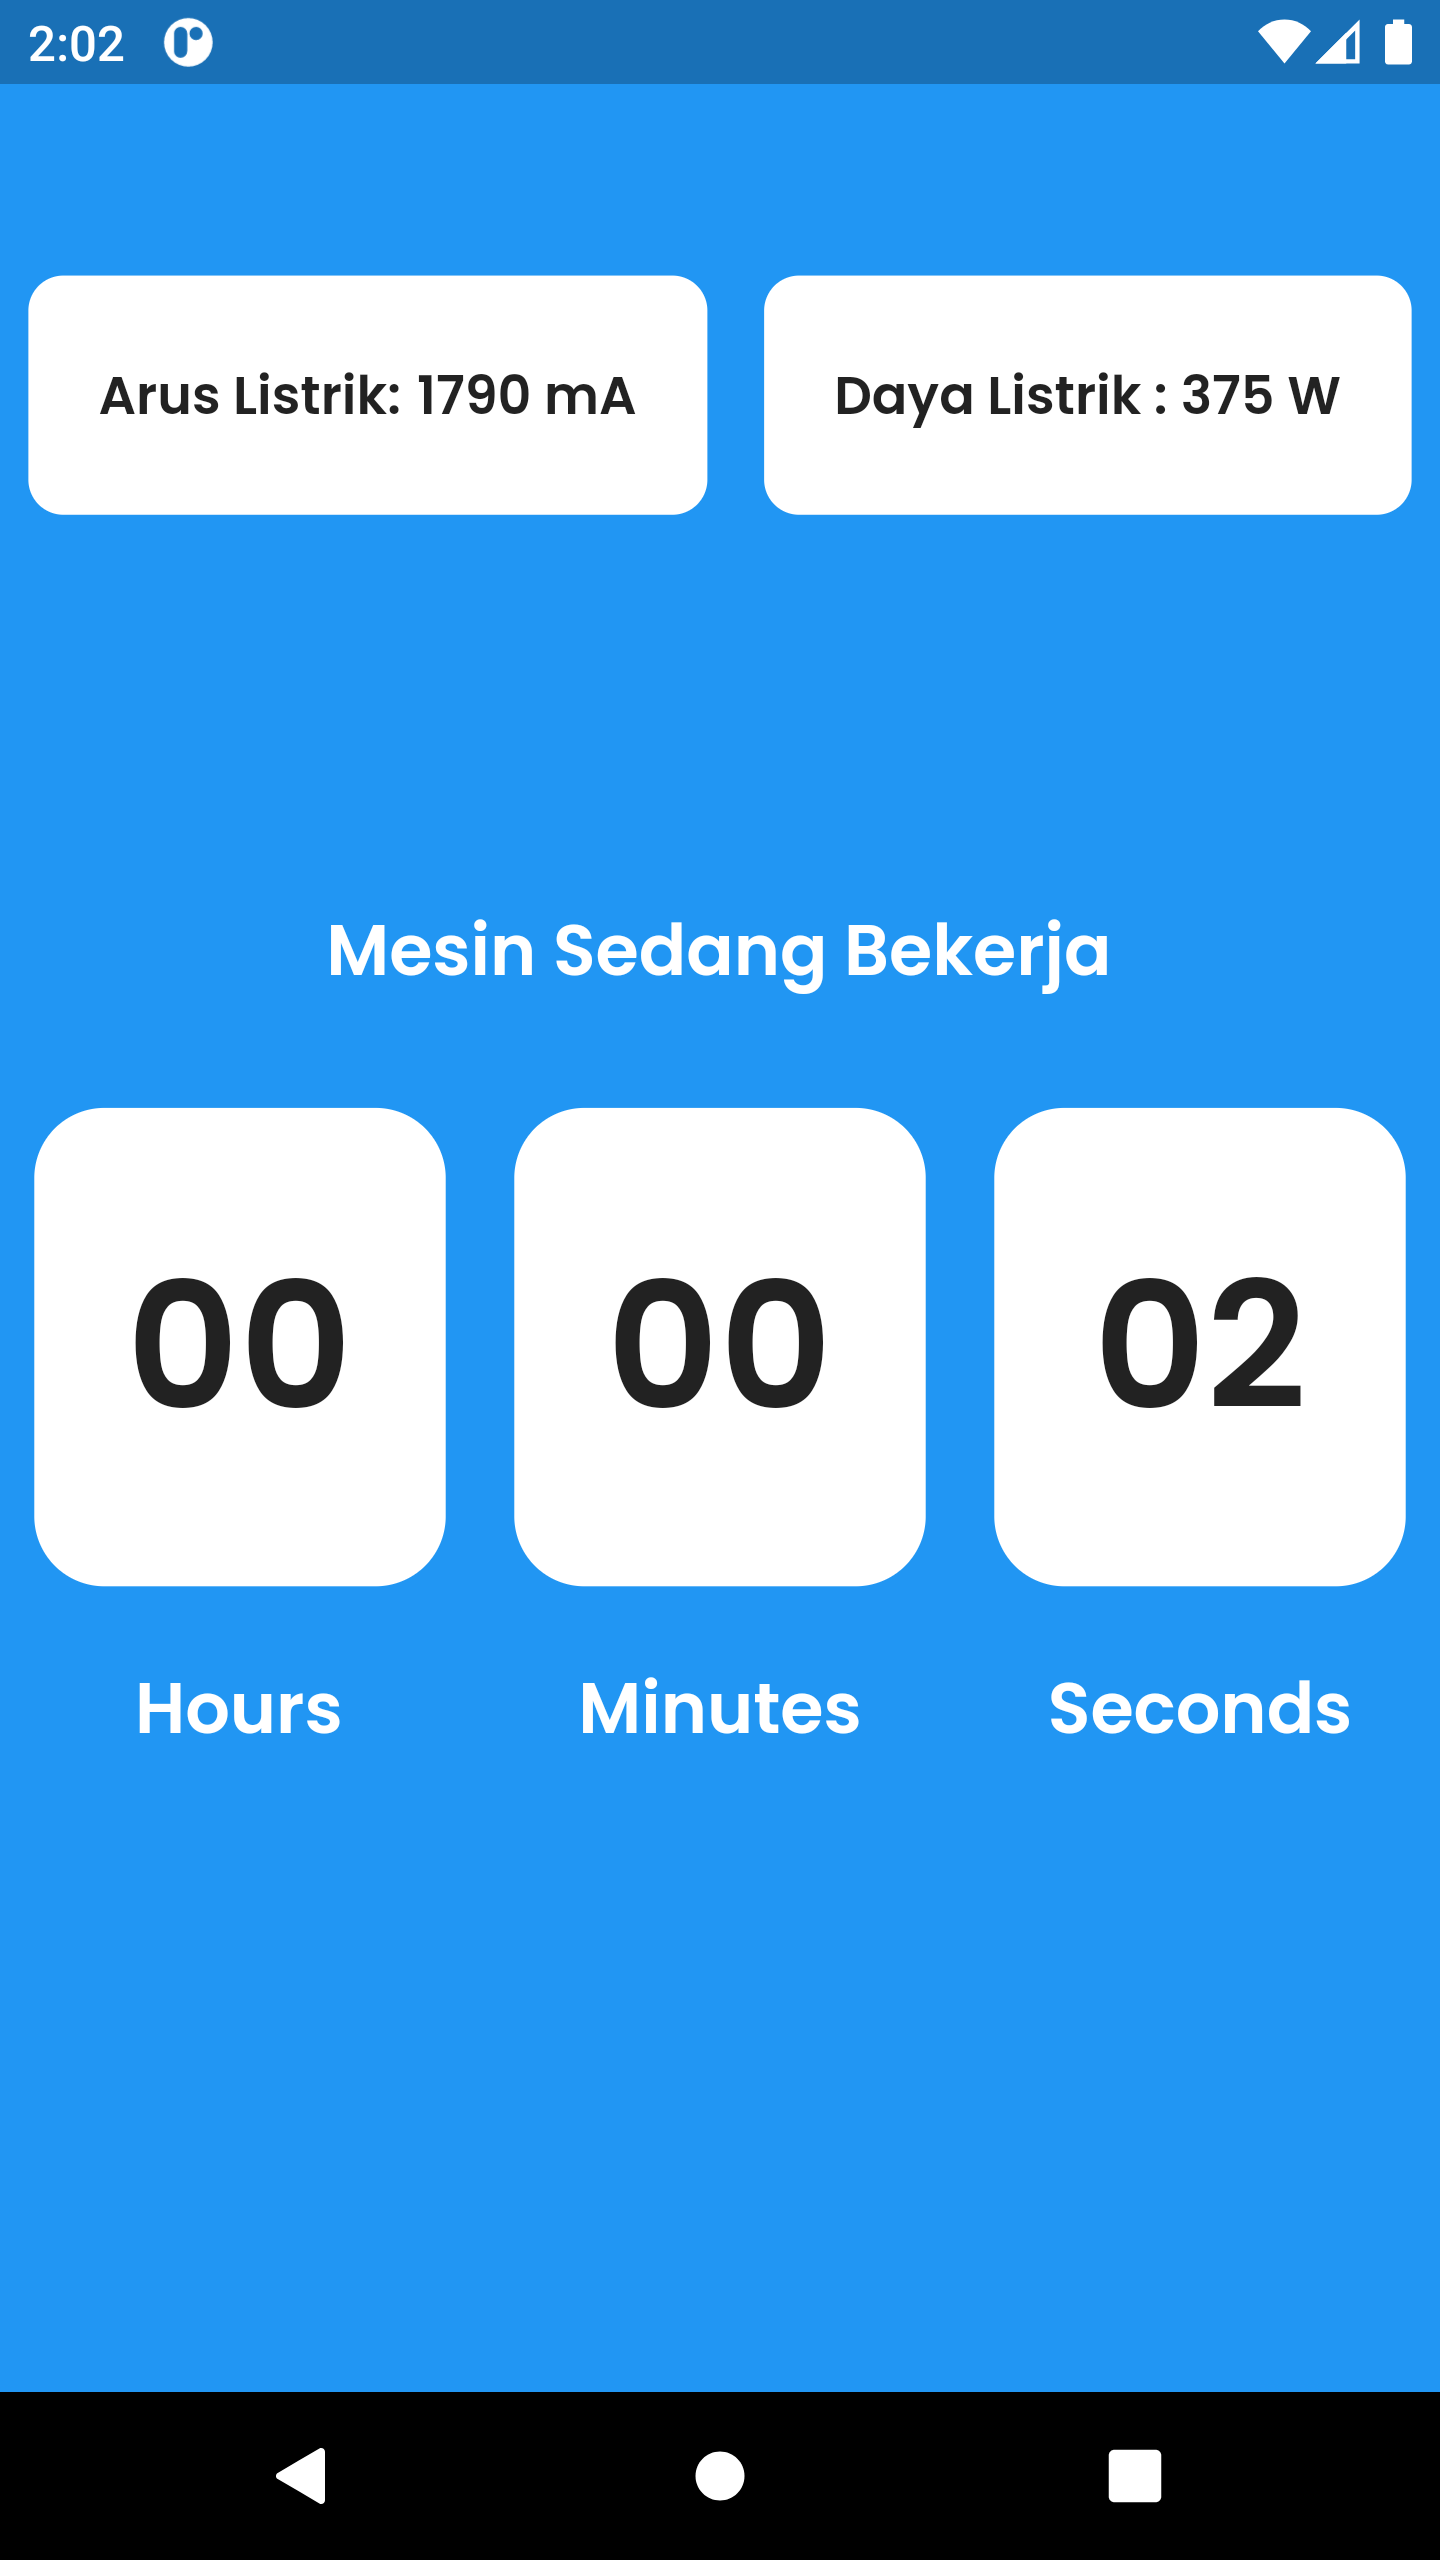 2:02
Arus Listrik: 1790 mA
Daya Listrik : 375 W
Mesin Sedang Bekerja
00 00 02
Hours Minutes Seconds